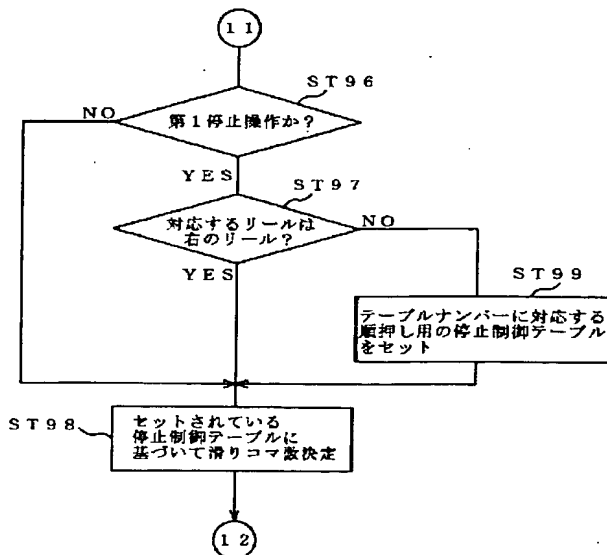 11
ST96
NO
第1停止操作か?
YES
ST97
対応するリールは
右のリール?
NO
YES
ST99
テーブルナンバーに対応する
順押し用の停止制御テーブル
をセット
ST98
セットされている
停止制御テーブルに
基づいて滑りコマ数決定
12